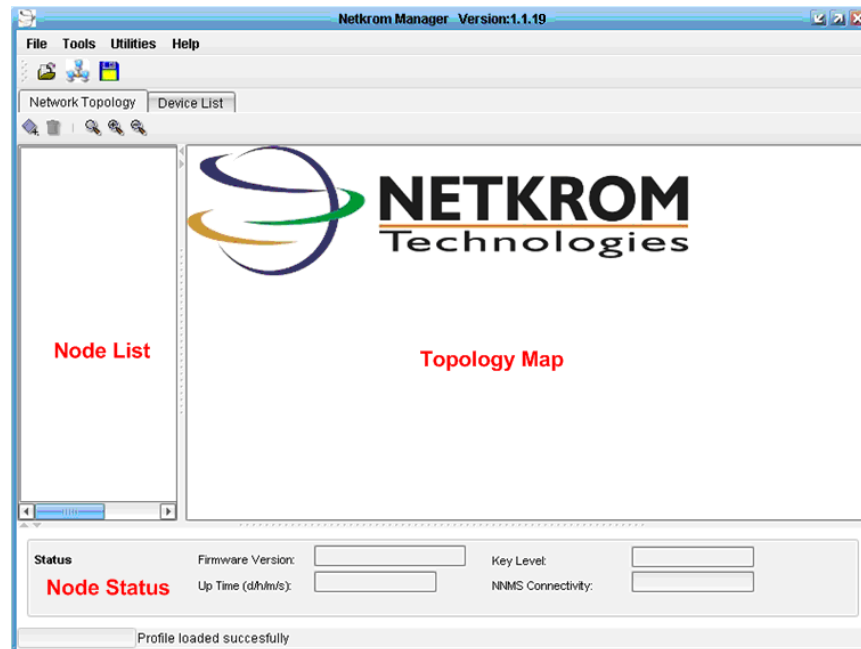 Netkrom Manager Version:1.1.19
File Tools Utilities Help
Network Topology Device List
NETKROM
Technologies
Node List
Topology Map
Status Firmware Version: Key Level:
Node Status Up Time (d/h/m/s): NNMS Connectivity:
Profile loaded succesfully